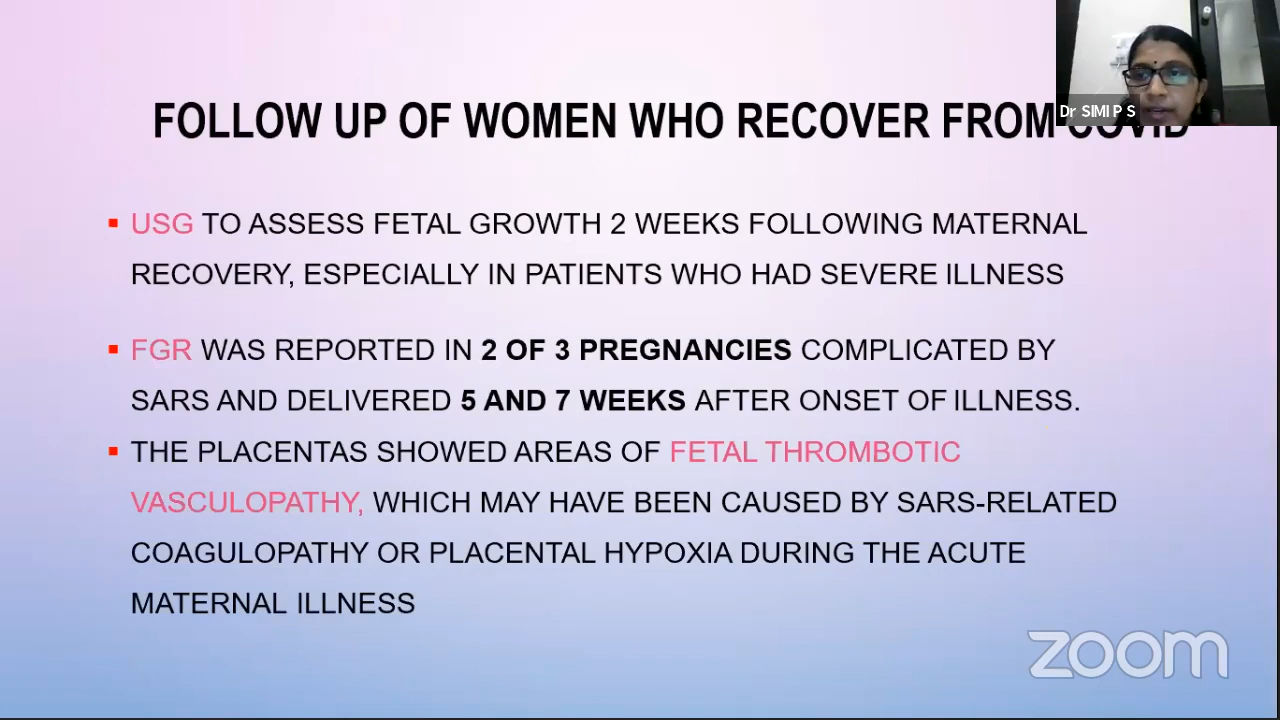 FOLLOW UP OF WOMEN WHO RECOVER FROM COVID
Dr SIMI P S
▪ USG TO ASSESS FETAL GROWTH 2 WEEKS FOLLOWING MATERNAL
RECOVERY, ESPECIALLY IN PATIENTS WHO HAD SEVERE ILLNESS
▪ FGR WAS REPORTED IN 2 OF 3 PREGNANCIES COMPLICATED BY
SARS AND DELIVERED 5 AND 7 WEEKS AFTER ONSET OF ILLNESS.
▪ THE PLACENTAS SHOWED AREAS OF FETAL THROMBOTIC
VASCULOPATHY, WHICH MAY HAVE BEEN CAUSED BY SARS-RELATED
COAGULOPATHY OR PLACENTAL HYPOXIA DURING THE ACUTE
MATERNAL ILLNESS
zoom